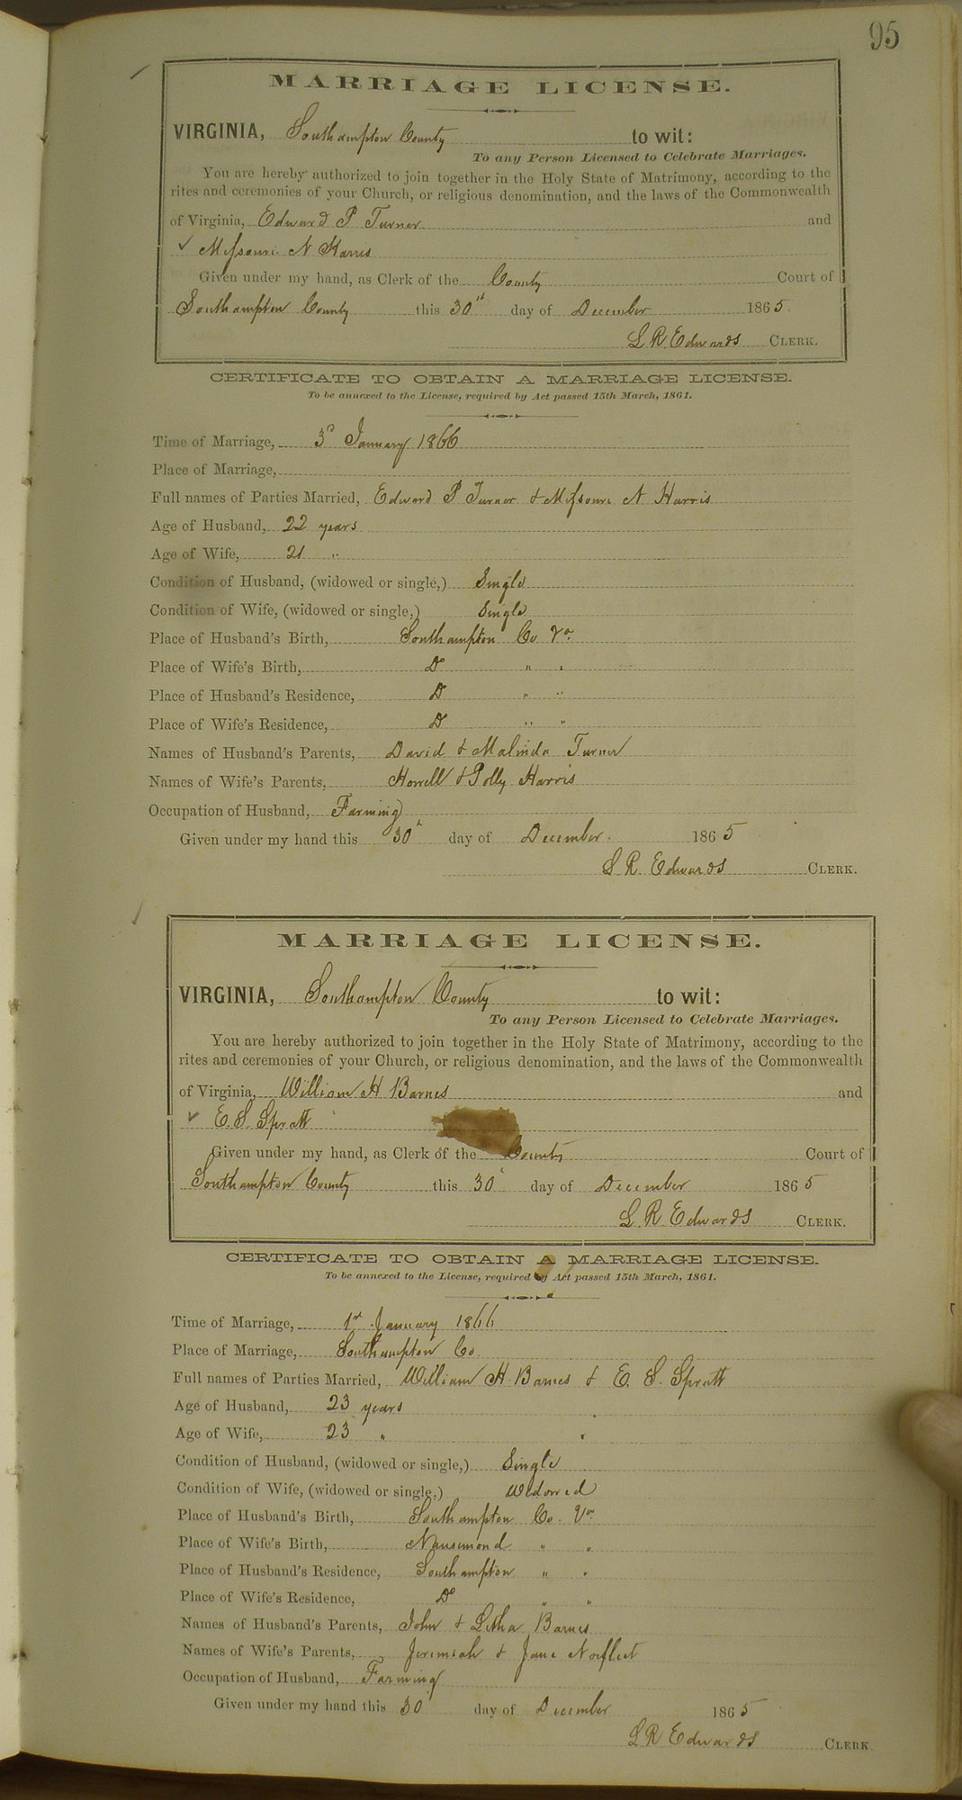 95
MARRIAGE LICENSE.
VIRGINIA, Southampton County to wit:
To any Person Licensed to Celebrate Marriages.
You are hereby authorized to join together in the Holy State of Matrimony, according to the
rites and ceremonies of your Church, or religious denomination, and the laws of the Commonwealth
of Virginia, Edward P Turner and
✓ Missouri N Harris
Given under my hand, as Clerk of the County Court of
Southampton County this 30th day of December 1865.
L R. Edwards CLERK.
CERTIFICATE TO OBTAIN A MARRIAGE LICENSE.
To be annexed to the License, required by Act passed 15th March, 1861.
Time of Marriage, 3d January 1866
Place of Marriage,
Full names of Parties Married, Edward P Turner & Missouri N Harris
Age of Husband, 22 years
Age of Wife, 21 "
Condition of Husband, (widowed or single,) Single
Condition of Wife, (widowed or single,) Single
Place of Husband's Birth, Southampton Co Va
Place of Wife's Birth, Do " "
Place of Husband's Residence, Do " "
Place of Wife's Residence, Do " "
Names of Husband's Parents, David & Malinda Turner
Names of Wife's Parents, & Polly Harris
Occupation of Husband, Farming
Given under my hand this 30th day of December. 1865
L R. Edwards CLERK.
MARRIAGE LICENSE.
VIRGINIA, Southampton County to wit:
To any Person Licensed to Celebrate Marriages.
You are hereby authorized to join together in the Holy State of Matrimony, according to the
rites and ceremonies of your Church, or religious denomination, and the laws of the Commonwealth
of Virginia, William H Barnes and
✓ E. S. Spratt
Given under my hand, as Clerk of the County Court of
Southampton County this 30th day of December 1865
L R Edwards CLERK.
CERTIFICATE TO OBTAIN A MARRIAGE LICENSE.
To be annexed to the License, required by Act passed 15th March, 1861.
Time of Marriage, 1st January 1866
Place of Marriage, Southampton Co.
Full names of Parties Married, William H Barnes & E. S. Spratt
Age of Husband, 23 years
Age of Wife, 23 "
Condition of Husband, (widowed or single,) Single
Condition of Wife, (widowed or single,) Widowed
Place of Husband's Birth, Southampton Co. Va
Place of Wife's Birth, Nansemond " "
Place of Husband's Residence, Southampton " "
Place of Wife's Residence, Do " "
Names of Husband's Parents, John & Letha Barnes
Names of Wife's Parents, Jeremiah & Jane Norfleet
Occupation of Husband, Farming
Given under my hand this 30 day of December 1865
L R Edwards CLERK